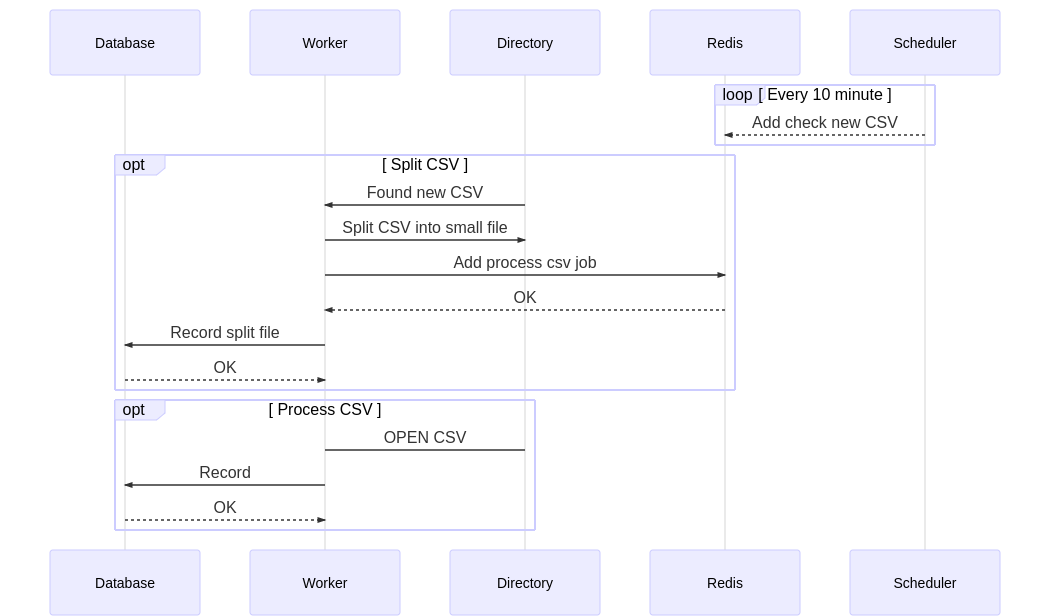 Database
Worker
Directory
Redis
Scheduler
loop [ Every 10 minute ]
Add check new CSV
opt [ Split CSV ]
Found new CSV
Split CSV into small file
Add process csv job
OK
Record split file
OK
opt [ Process CSV ]
OPEN CSV
Record
OK
Database
Worker
Directory
Redis
Scheduler